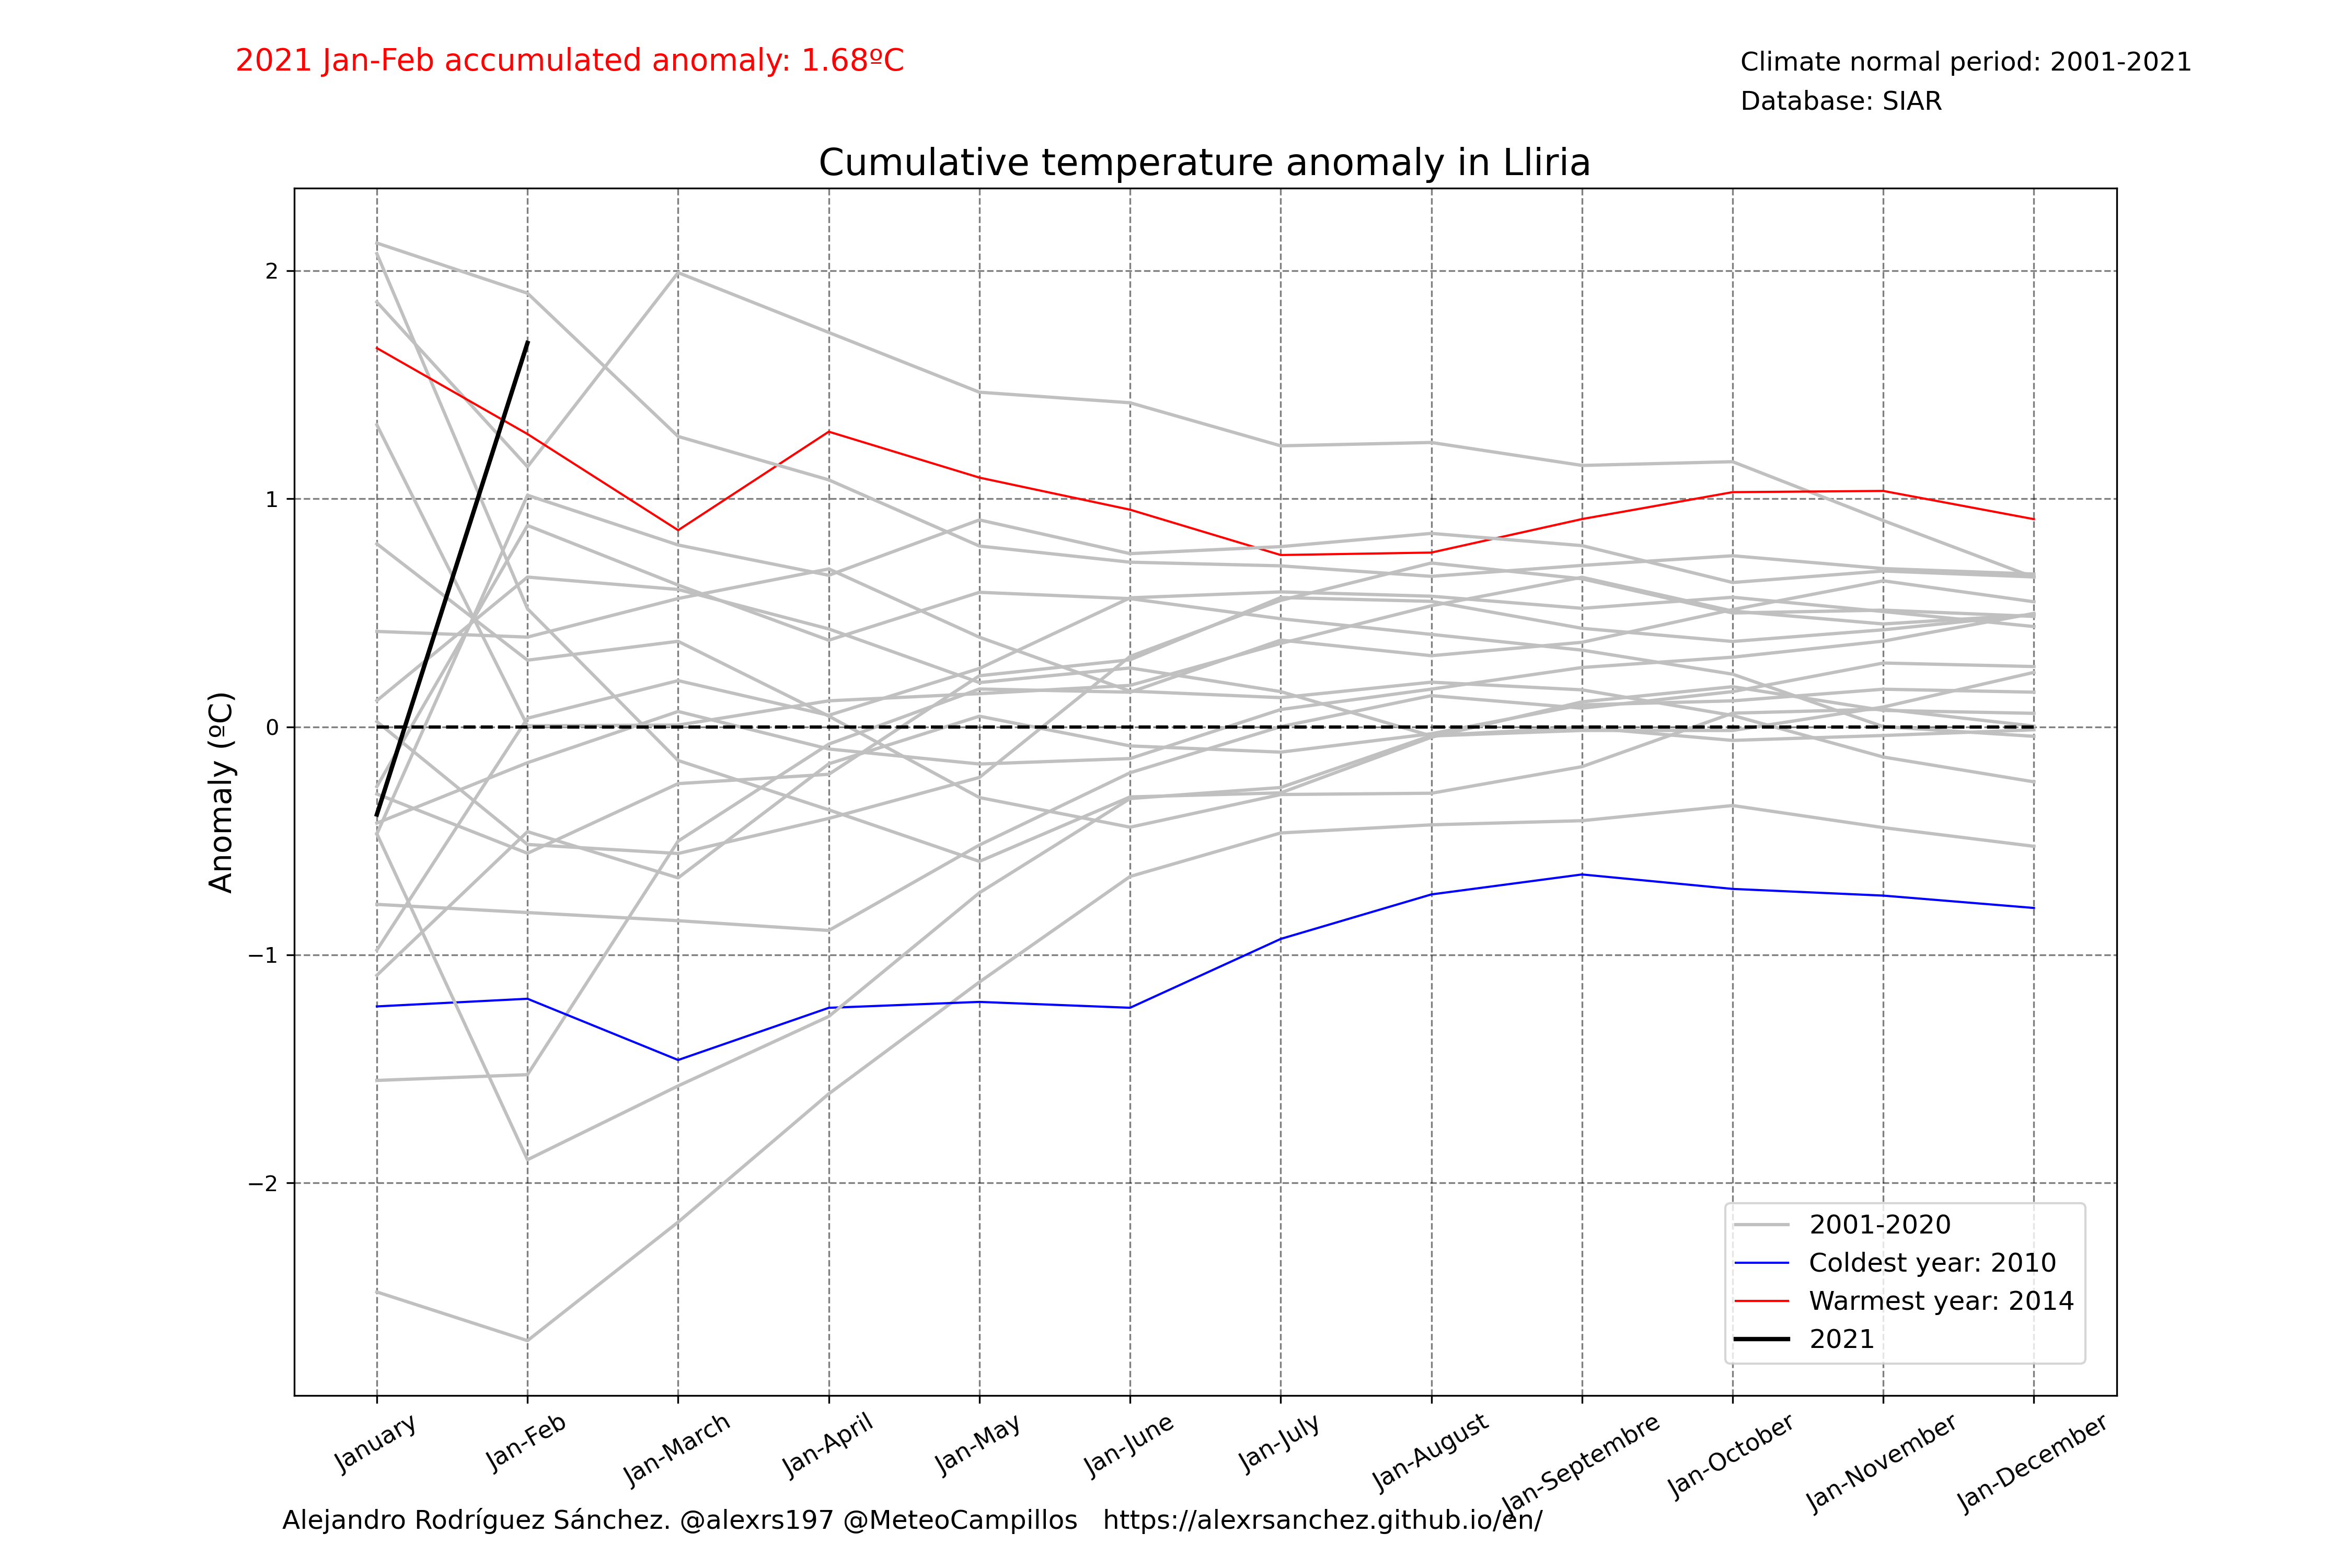 2021 Jan-Feb accumulated anomaly: 1.68ºC
Climate normal period: 2001-2021
Database: SIAR
Cumulative temperature anomaly in Lliria
Anomaly (ºC)
2
1
0
−1
−2
2001-2020
Coldest year: 2010
Warmest year: 2014
2021
January
Jan-Feb
Jan-March
Jan-April
Jan-May
Jan-June
Jan-July
Jan-August
Jan-Septembre
Jan-October
Jan-November
Jan-December
Alejandro Rodríguez Sánchez. @alexrs197 @MeteoCampillos   https://alexrsanchez.github.io/en/